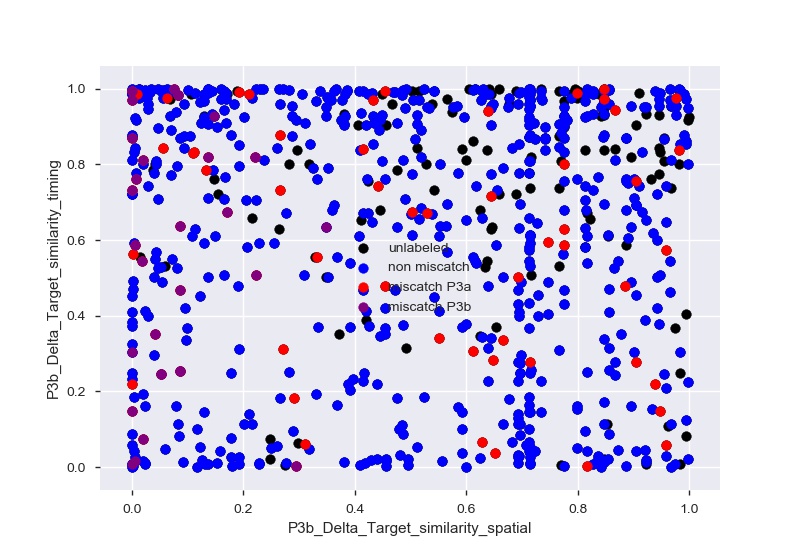 1.0
0.8
0.6
0.4
0.2
0.0
P3b_Delta_Target_similarity_timing
unlabeled
non miscatch
miscatch P3a
miscatch P3b
0.0 0.2 0.4 0.6 0.8 1.0
P3b_Delta_Target_similarity_spatial